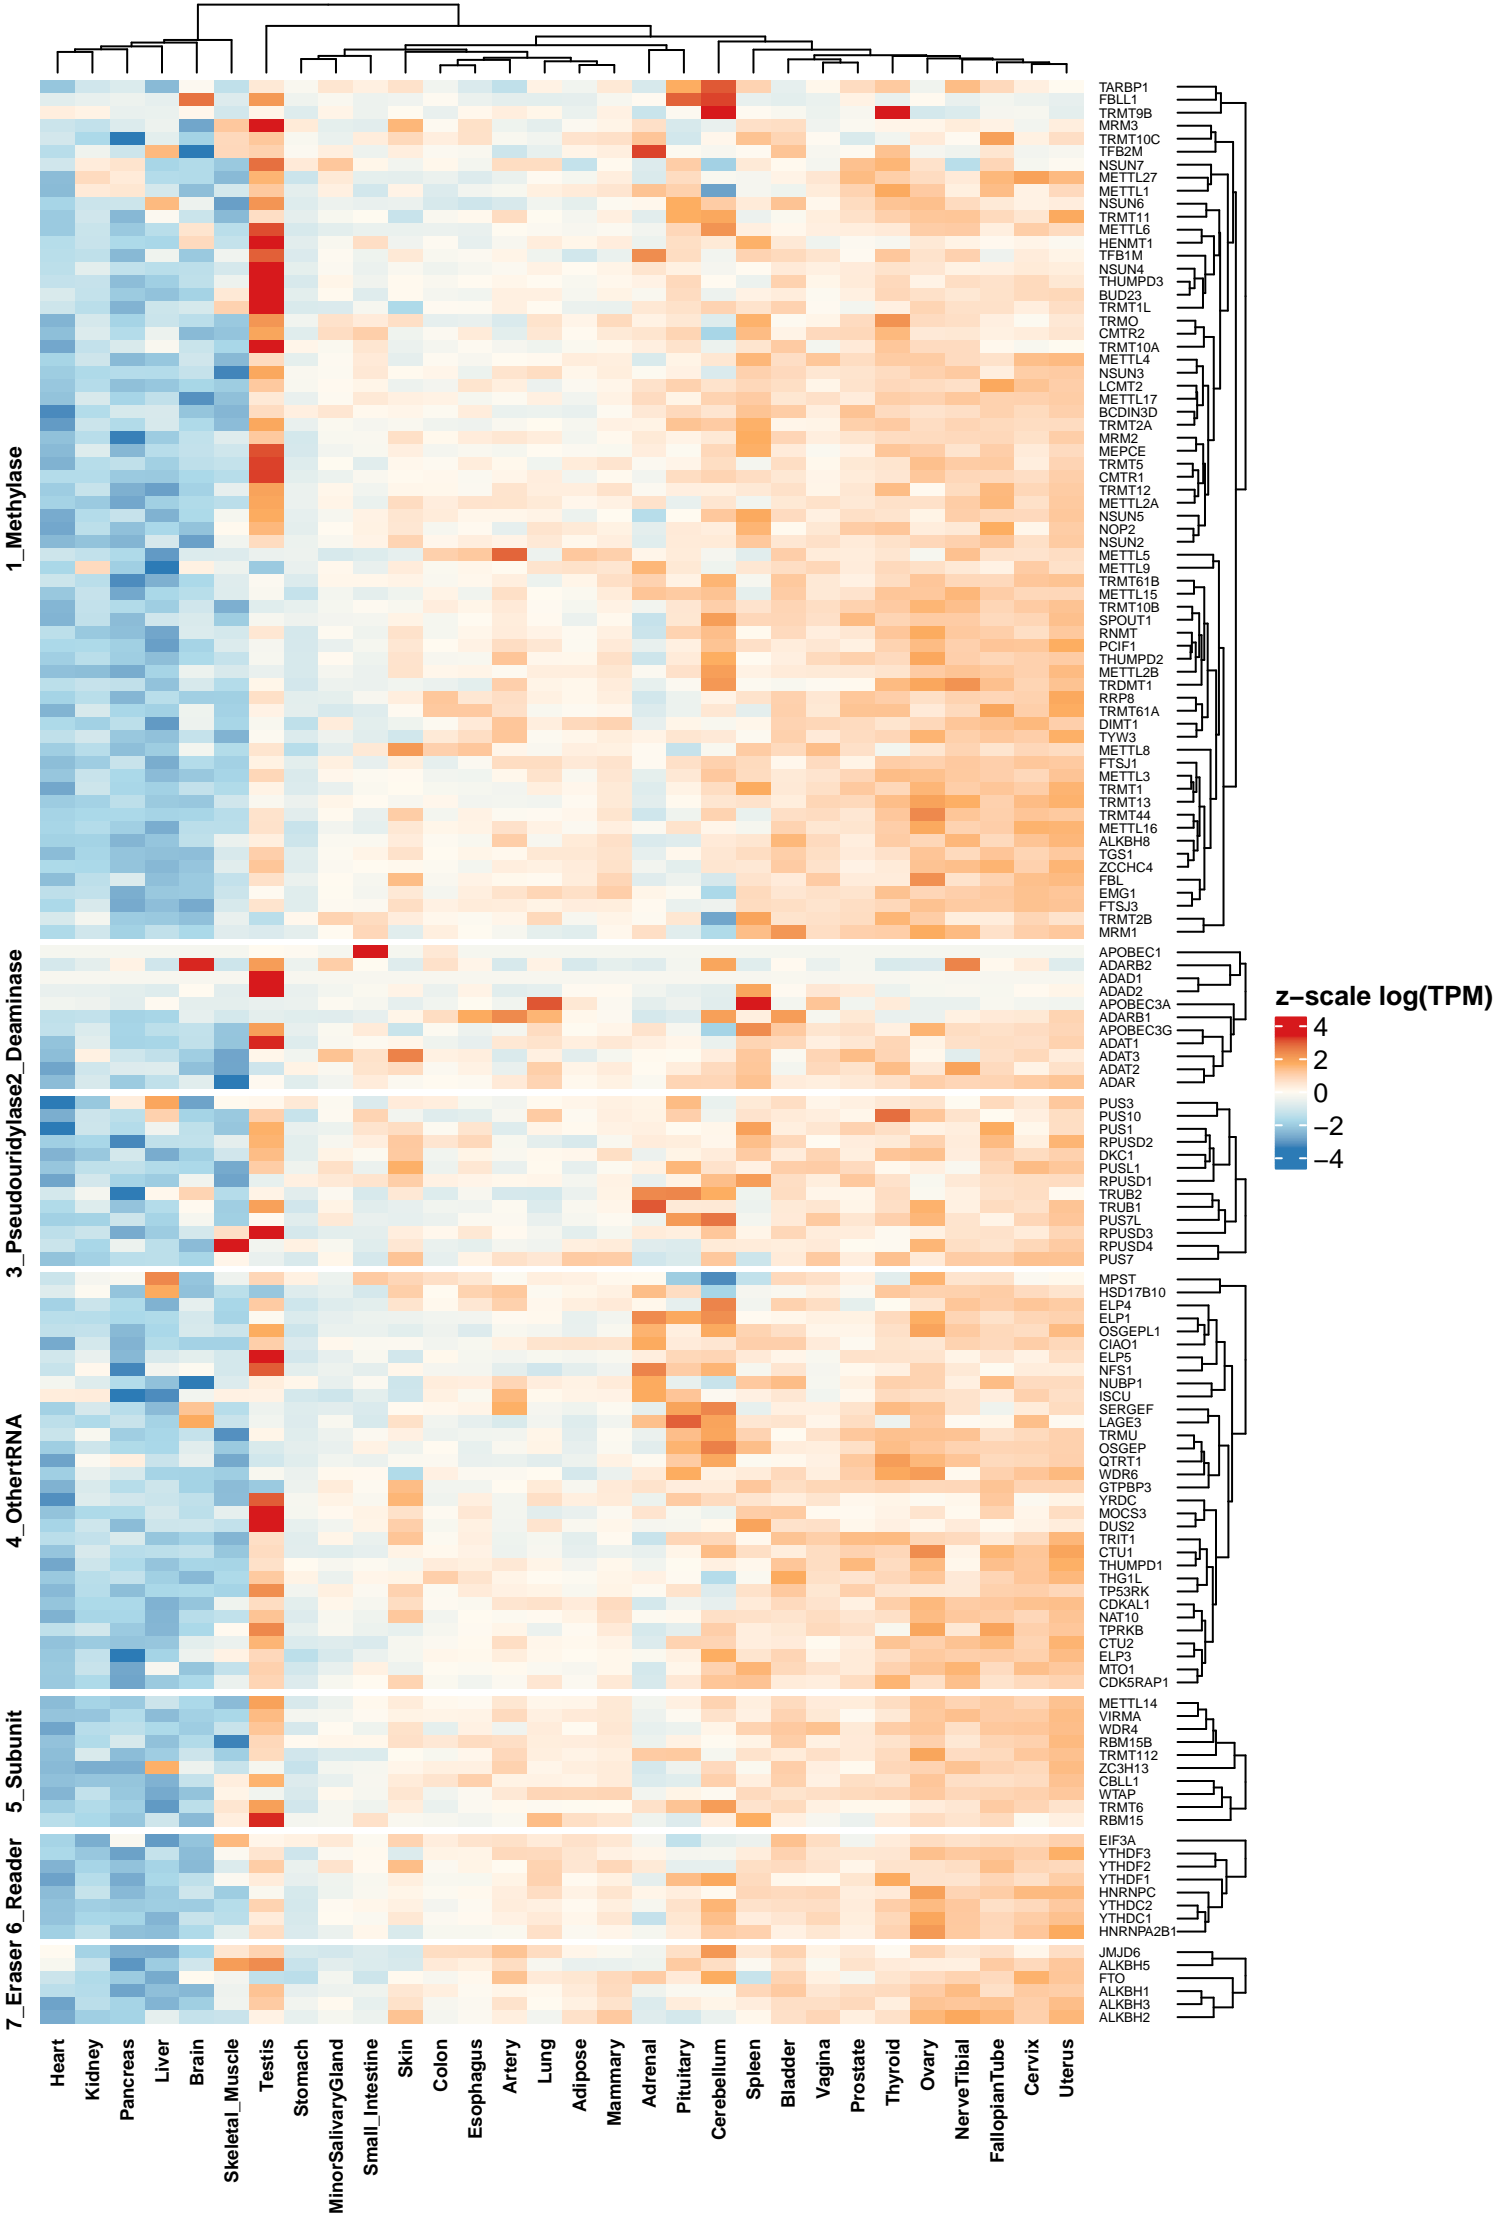 TARBP1
FBLL1
TRMT9B
MRM3
TRMT10C
TFB2M
NSUN7
METTL27
METTL1
NSUN6
TRMT11
METTL6
HENMT1
TFB1M
NSUN4
THUMPD3
BUD23
TRMT1L
TRMO
CMTR2
TRMT10A
METTL4
NSUN3
LCMT2
METTL17
BCDIN3D
TRMT2A
MRM2
MEPCE
TRMT5
CMTR1
TRMT12
METTL2A
NSUN5
NOP2
NSUN2
METTL5
METTL9
TRMT61B
METTL15
TRMT10B
SPOUT1
RNMT
PCIF1
THUMPD2
METTL2B
TRDMT1
RRP8
TRMT61A
DIMT1
TYW3
METTL8
FTSJ1
METTL3
TRMT1
TRMT13
TRMT44
METTL16
ALKBH8
TGS1
ZCCHC4
FBL
EMG1
FTSJ3
TRMT2B
MRM1
1_Methylase
APOBEC1
ADARB2
ADAD1
ADAD2
APOBEC3A
ADARB1
APOBEC3G
ADAT1
ADAT3
ADAT2
ADAR
2_Deaminase
PUS3
PUS10
PUS1
RPUSD2
DKC1
PUSL1
RPUSD1
TRUB2
TRUB1
PUS7L
RPUSD3
RPUSD4
PUS7
3_Pseudouridylase
MPST
HSD17B10
ELP4
ELP1
OSGEPL1
CIAO1
ELP5
NFS1
NUBP1
ISCU
SERGEF
LAGE3
TRMU
OSGEP
QTRT1
WDR6
GTPBP3
YRDC
MOCS3
DUS2
TRIT1
CTU1
THUMPD1
THG1L
TP53RK
CDKAL1
NAT10
TPRKB
CTU2
ELP3
MTO1
CDK5RAP1
4_OthertRNA
METTL14
VIRMA
WDR4
RBM15B
TRMT112
ZC3H13
CBLL1
WTAP
TRMT6
RBM15
5_Subunit
EIF3A
YTHDF3
YTHDF2
YTHDF1
HNRNPC
YTHDC2
YTHDC1
HNRNPA2B1
6_Reader
JMJD6
ALKBH5
FTO
ALKBH1
ALKBH3
ALKBH2
7_Eraser
Heart
Kidney
Pancreas
Liver
Brain
Skeletal_Muscle
Testis
Stomach
MinorSalivaryGland
Small_Intestine
Skin
Colon
Esophagus
Artery
Lung
Adipose
Mammary
Adrenal
Pituitary
Cerebellum
Spleen
Bladder
Vagina
Prostate
Thyroid
Ovary
NerveTibial
FallopianTube
Cervix
Uterus
z−scale log(TPM)
4
2
0
−2
−4